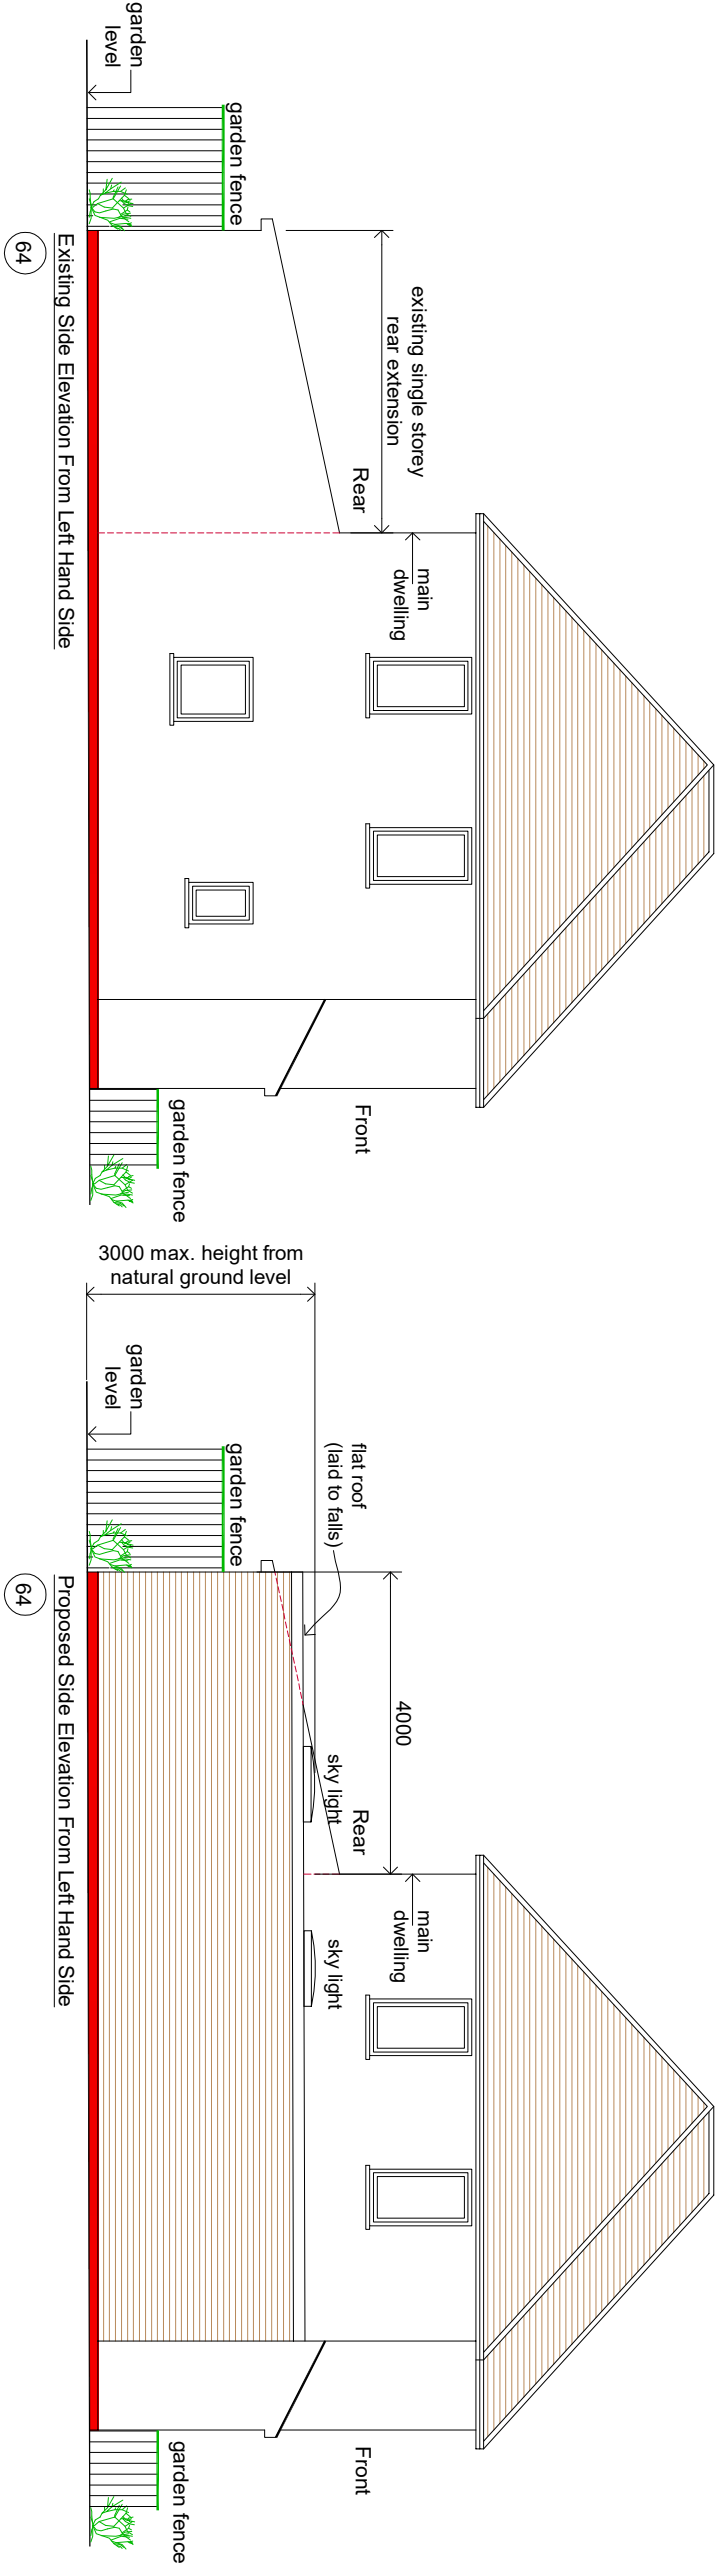 garden
level
garden fence
existing single storey
rear extension
Rear
main
dwelling
Front
garden fence
Existing Side Elevation From Left Hand Side
64
3000 max. height from
natural ground level
garden
level
garden fence
flat roof
(laid to falls)
4000
sky light
Rear
main
dwelling
sky light
Front
garden fence
Proposed Side Elevation From Left Hand Side
64